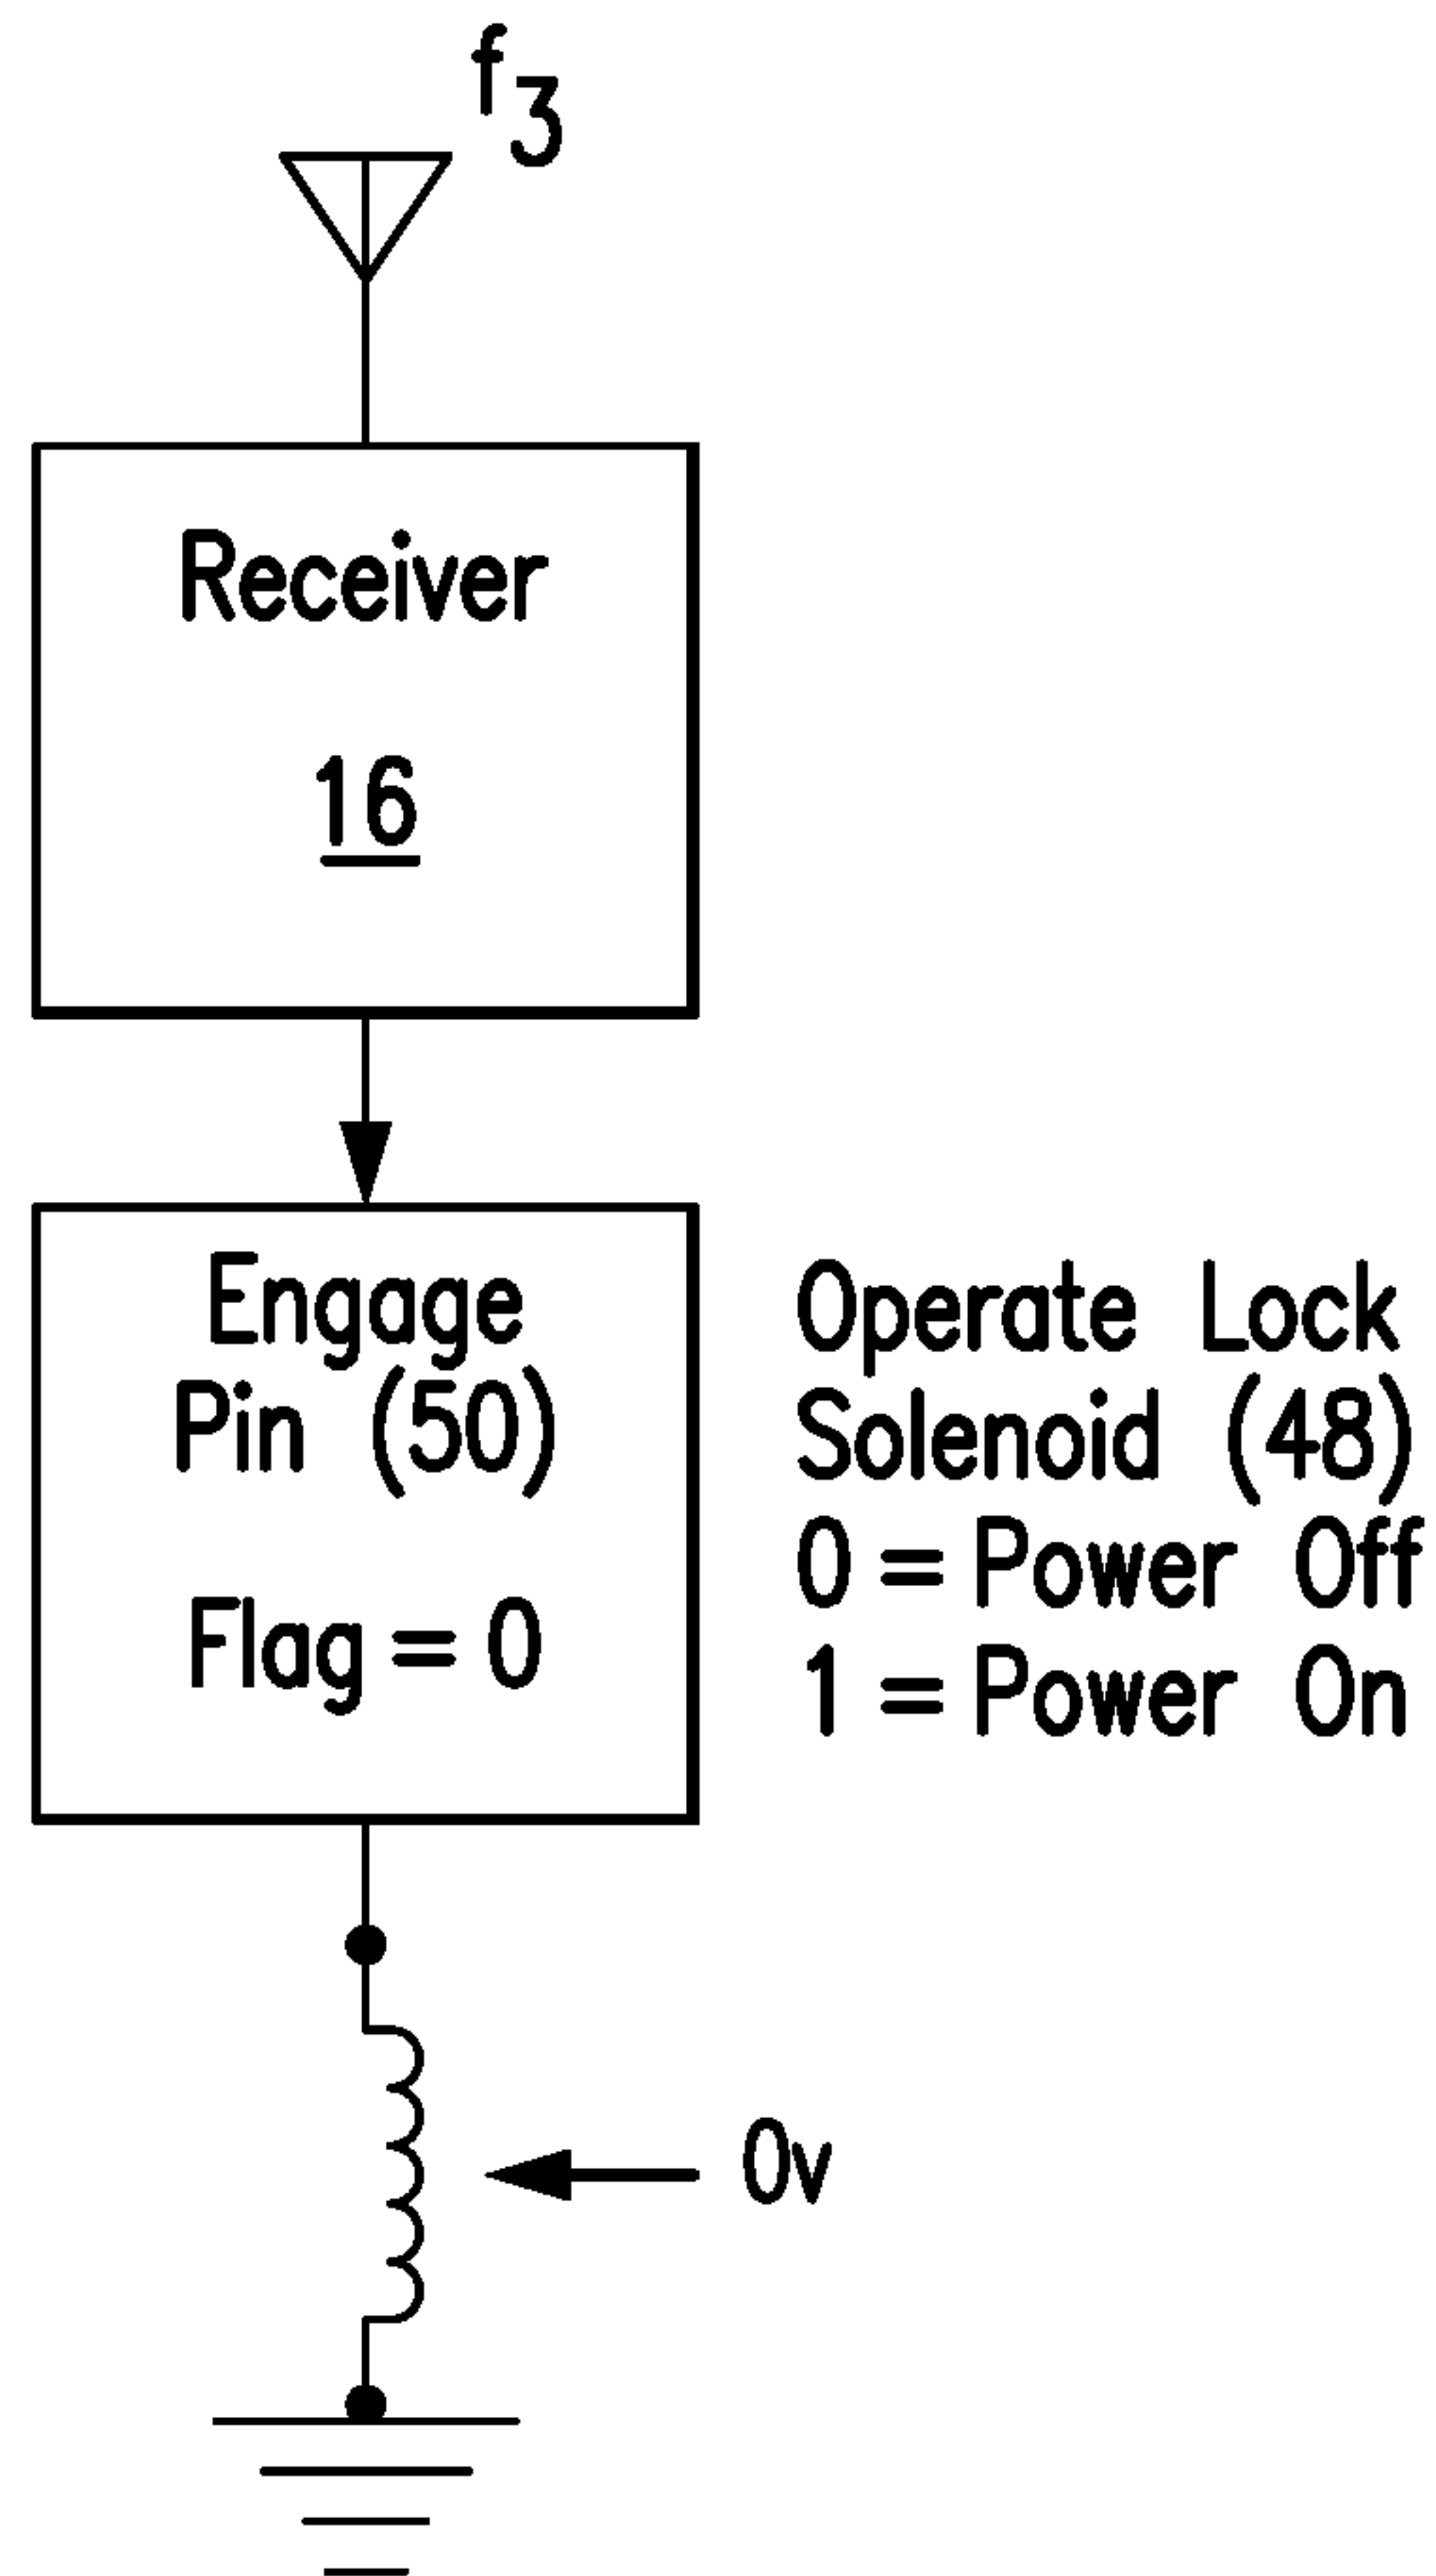 f3
Receiver
16
Engage
Pin (50)
Flag = 0
Operate Lock
Solenoid (48)
0 = Power Off
1 = Power On
0v